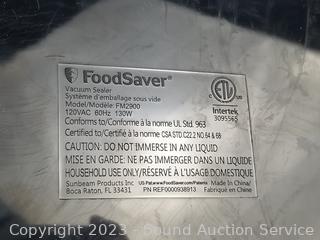 FoodSaver®
Vacuum Sealer
Système d'emballage sous vide
Model/Modèle: FM2900
120VAC 60Hz 130W
Conforms to/Conforme à la norme UL Std. 963
Certified to/Certifié à la norme CSA STD C22.2 NO. 64 & 68
CAUTION: DO NOT IMMERSE IN ANY LIQUID
MISE EN GARDE: NE PAS IMMERGER DANS UN LIQUIDE
HOUSEHOLD USE ONLY/RÉSERVÉ À L'USAGE DOMESTIQUE
Sunbeam Products Inc
Boca Raton, FL 33431
US Pat www.FoodSaver.com/Patents
PN REF0000938913
Made in China/
Fabriqué en Chine
ETL
Intertek
3095565
Copyright 2023 - Sound Auction Service